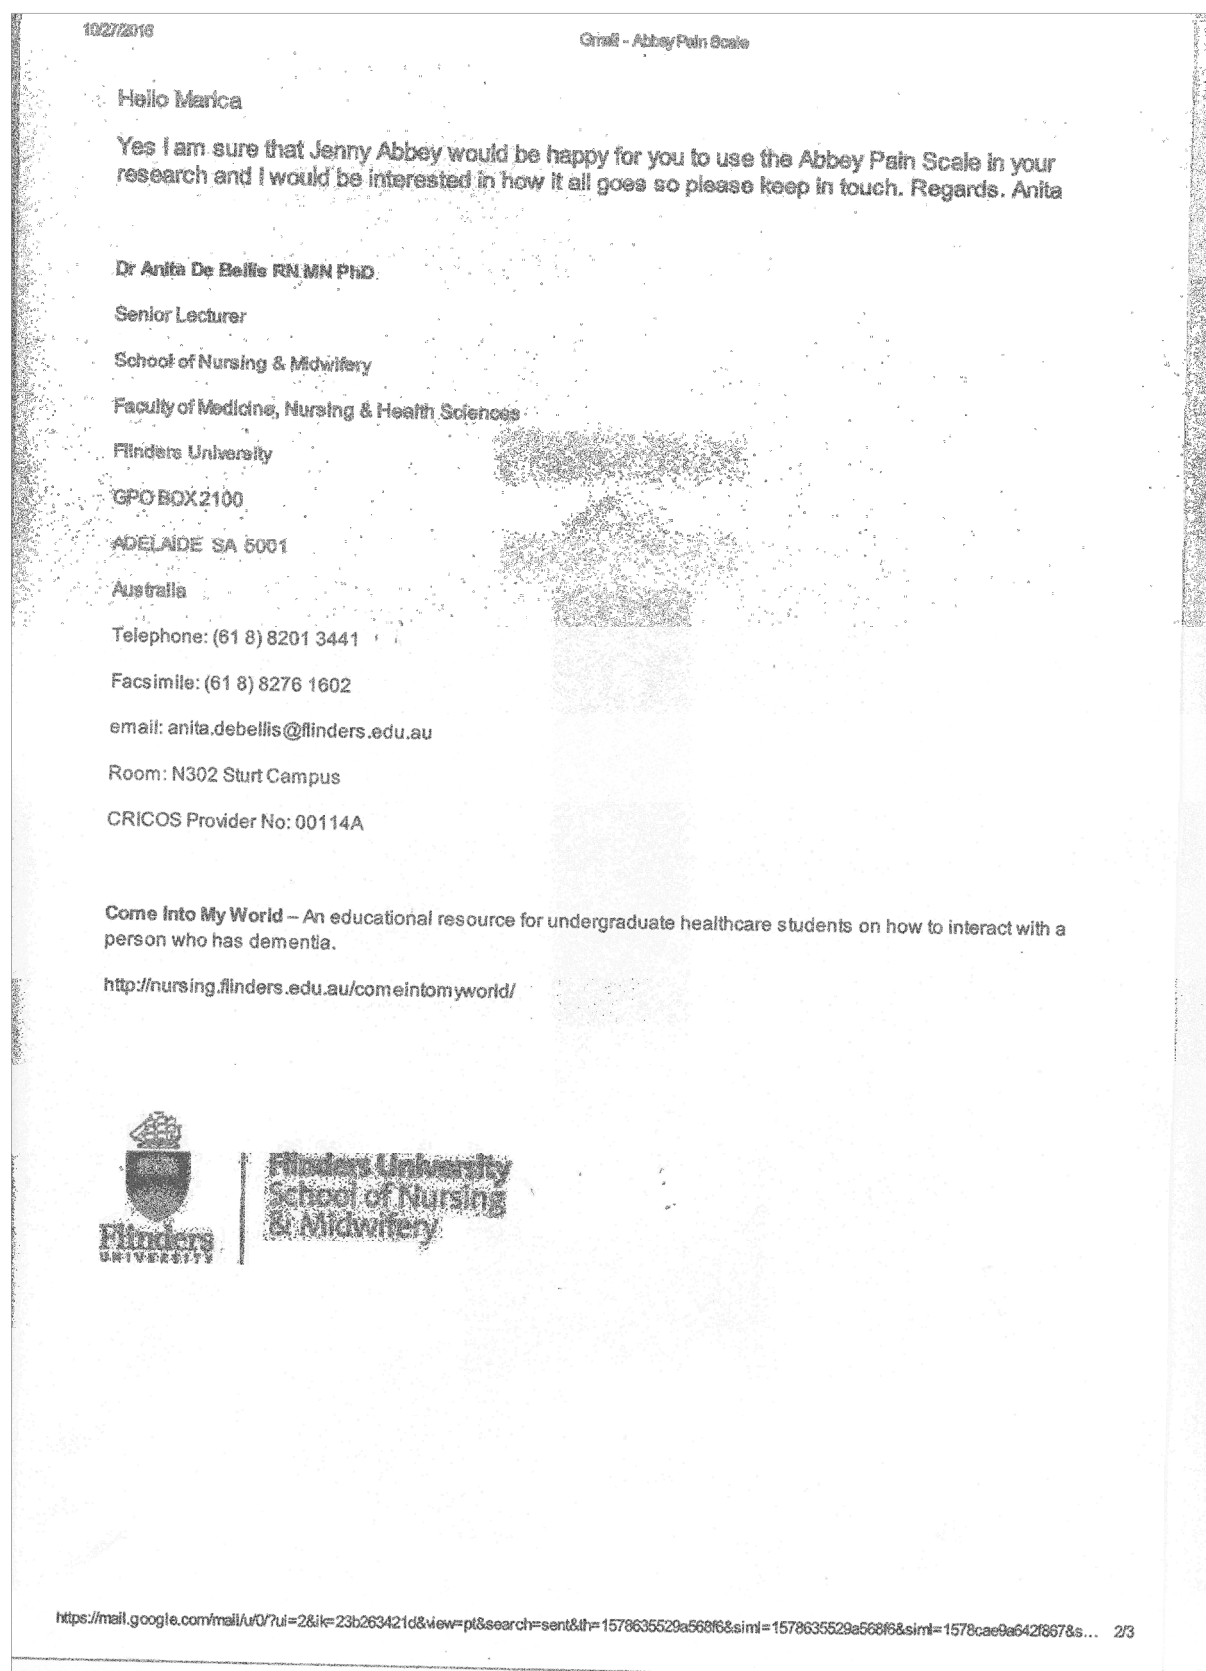 10/27/2016
Gmail - Abbey Pain Scale
Hello Marica
Yes I am sure that Jenny Abbey would be happy for you to use the Abbey Pain Scale in your
research and I would be interested in how it all goes so please keep in touch. Regards. Anita
Dr Anita De Bellis RN MN PhD
Senior Lecturer
School of Nursing & Midwifery
Faculty of Medicine, Nursing & Health Sciences
Flinders University
GPO BOX 2100
ADELAIDE SA 5001
Australia
Telephone: (61 8) 8201 3441
Facsimile: (61 8) 8276 1602
email: anita.debellis@flinders.edu.au
Room: N302 Sturt Campus
CRICOS Provider No: 00114A
Come Into My World – An educational resource for undergraduate healthcare students on how to interact with a
person who has dementia.
http://nursing.flinders.edu.au/comeintomyworld/
Flinders
UNIVERSITY
Flinders University
School of Nursing
& Midwifery
https://mail.google.com/mail/u/0/?ui=2&ik=23b263421d&view=pt&search=sent&th=1578635529a568f6&siml=1578635529a568f6&siml=1578cae9a642f867&s... 2/3